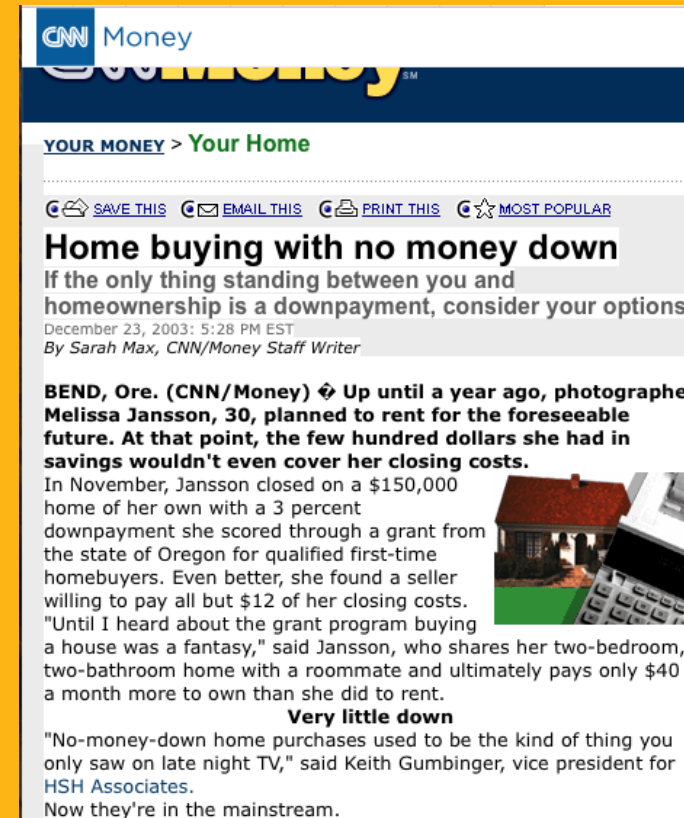 CNN Money
CNNMoney SM
YOUR MONEY > Your Home
SAVE THIS EMAIL THIS PRINT THIS MOST POPULAR
Home buying with no money down
If the only thing standing between you and
homeownership is a downpayment, consider your options
December 23, 2003: 5:28 PM EST
By Sarah Max, CNN/Money Staff Writer
BEND, Ore. (CNN/Money) � Up until a year ago, photographe
Melissa Jansson, 30, planned to rent for the foreseeable
future. At that point, the few hundred dollars she had in
savings wouldn't even cover her closing costs.
In November, Jansson closed on a $150,000
home of her own with a 3 percent
downpayment she scored through a grant from
the state of Oregon for qualified first-time
homebuyers. Even better, she found a seller
willing to pay all but $12 of her closing costs.
"Until I heard about the grant program buying
a house was a fantasy," said Jansson, who shares her two-bedroom,
two-bathroom home with a roommate and ultimately pays only $40
a month more to own than she did to rent.
Very little down
"No-money-down home purchases used to be the kind of thing you
only saw on late night TV," said Keith Gumbinger, vice president for
HSH Associates.
Now they're in the mainstream.